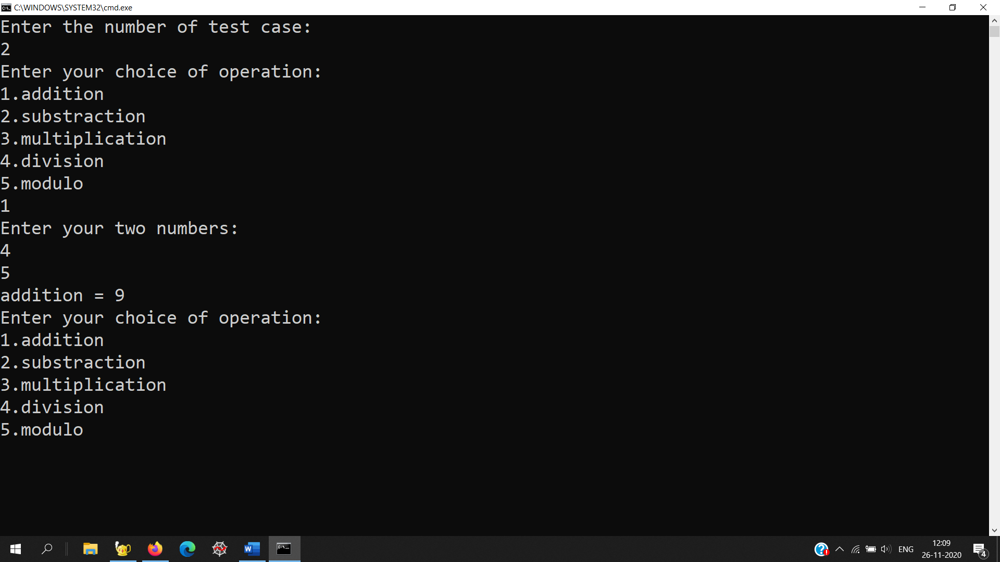 C:\WINDOWS\SYSTEM32\cmd.exe
Enter the number of test case:
2
Enter your choice of operation:
1.addition
2.substraction
3.multiplication
4.division
5.modulo
1
Enter your two numbers:
4
5
addition = 9
Enter your choice of operation:
1.addition
2.substraction
3.multiplication
4.division
5.modulo
ENG
12:09
26-11-2020
4